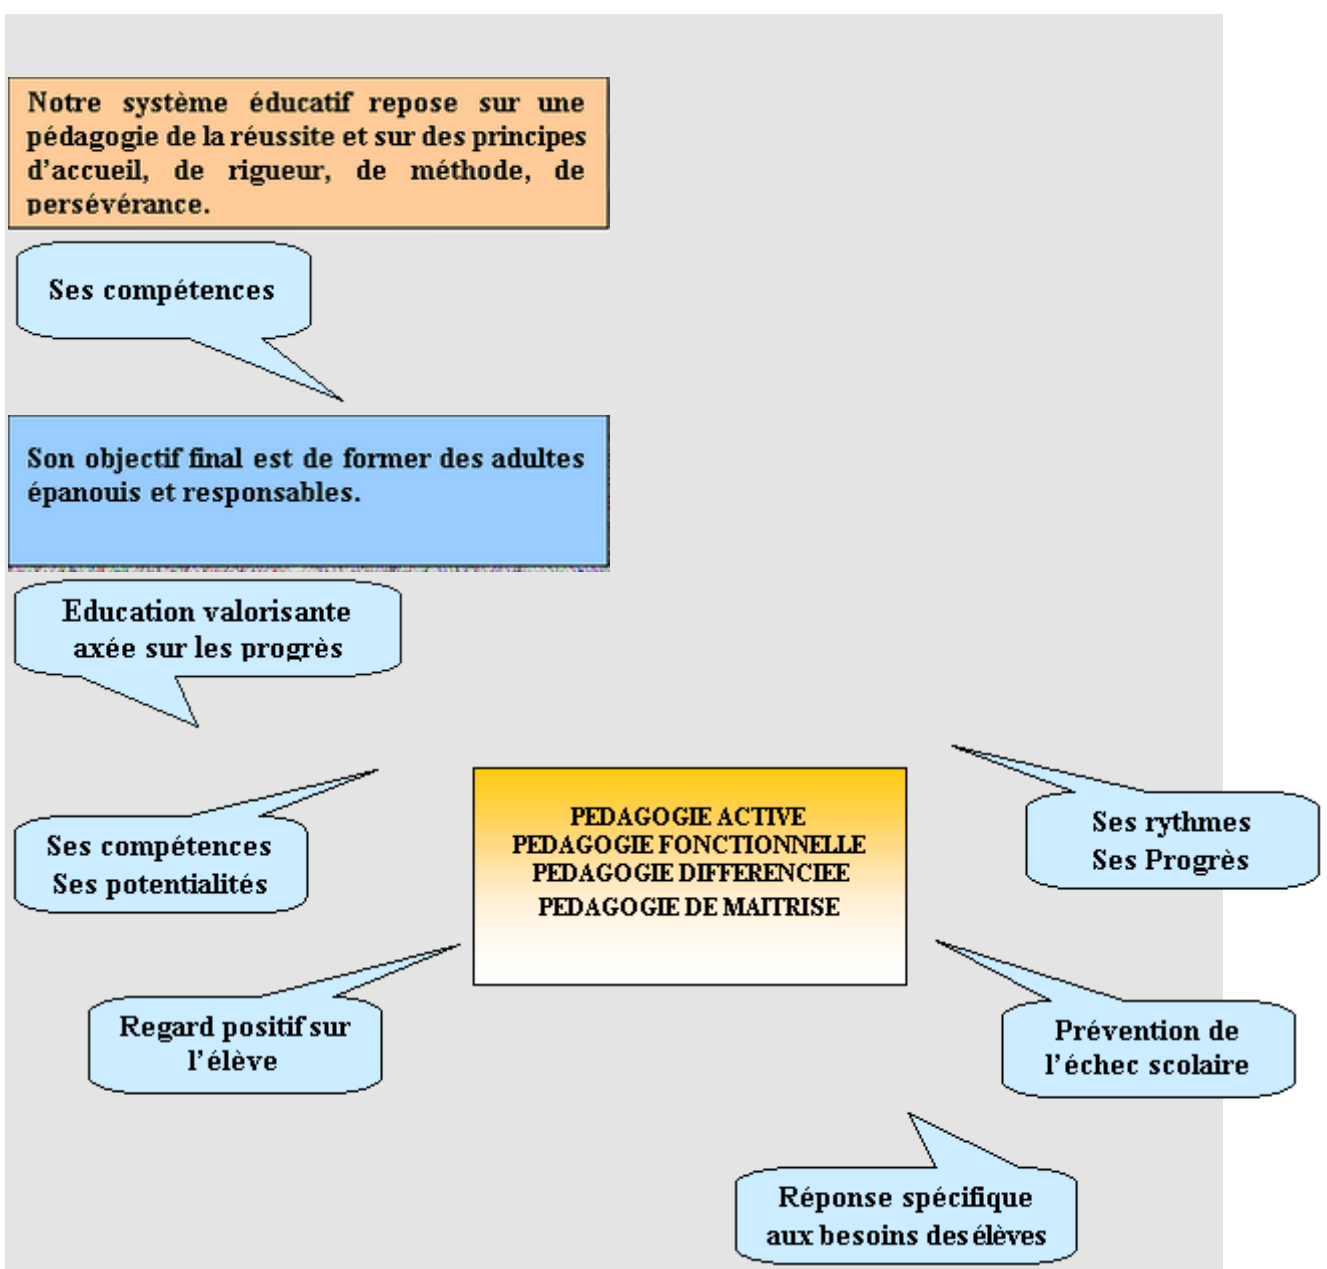 Notre système éducatif repose sur une
pédagogie de la réussite et sur des principes
d'accueil, de rigueur, de méthode, de
persévérance.
Ses compétences
Son objectif final est de former des adultes
épanouis et responsables.
Education valorisante
axée sur les progrès
Ses compétences
Ses potentialités
PEDAGOGIE ACTIVE
PEDAGOGIE FONCTIONNELLE
PEDAGOGIE DIFFERENCIEE
PEDAGOGIE DE MAITRISE
Ses rythmes
Ses Progrès
Regard positif sur
l'élève
Prévention de
l'échec scolaire
Réponse spécifique
aux besoins des élèves